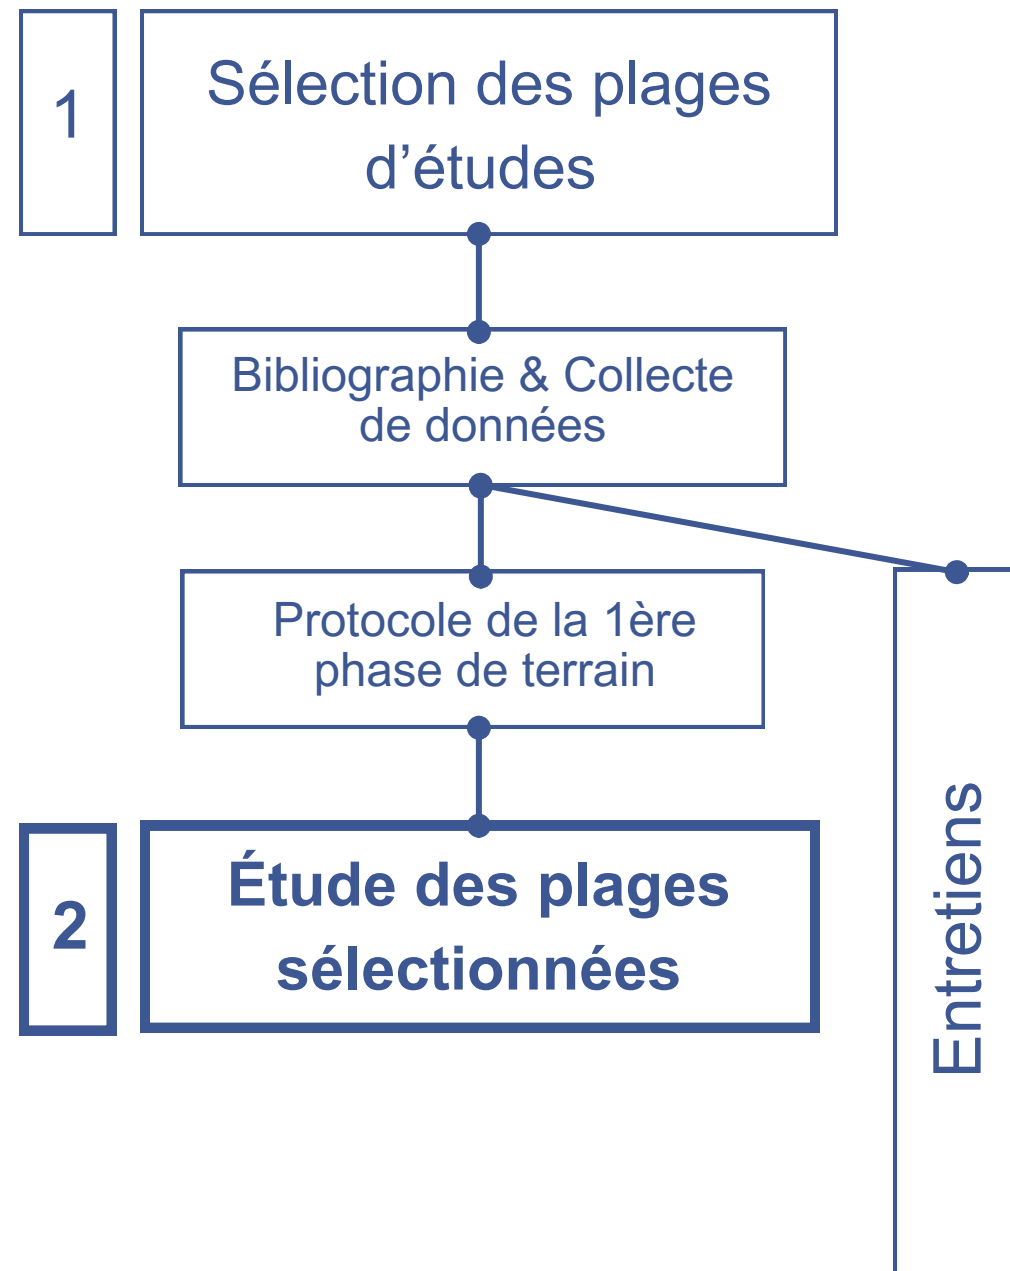 1
Sélection des plages
d’études
Bibliographie & Collecte
de données
Protocole de la 1ère
phase de terrain
2
Étude des plages
sélectionnées
Entretiens